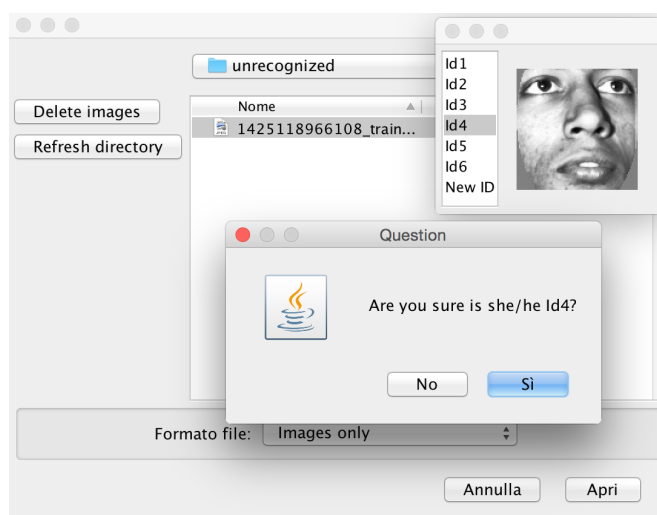 unrecognized
Delete images
Refresh directory
Nome
1425118966108_train...
Id1
Id2
Id3
Id4
Id5
Id6
New ID
Question
Are you sure is she/he Id4?
No
Sì
Formato file:
Images only
Annulla
Apri